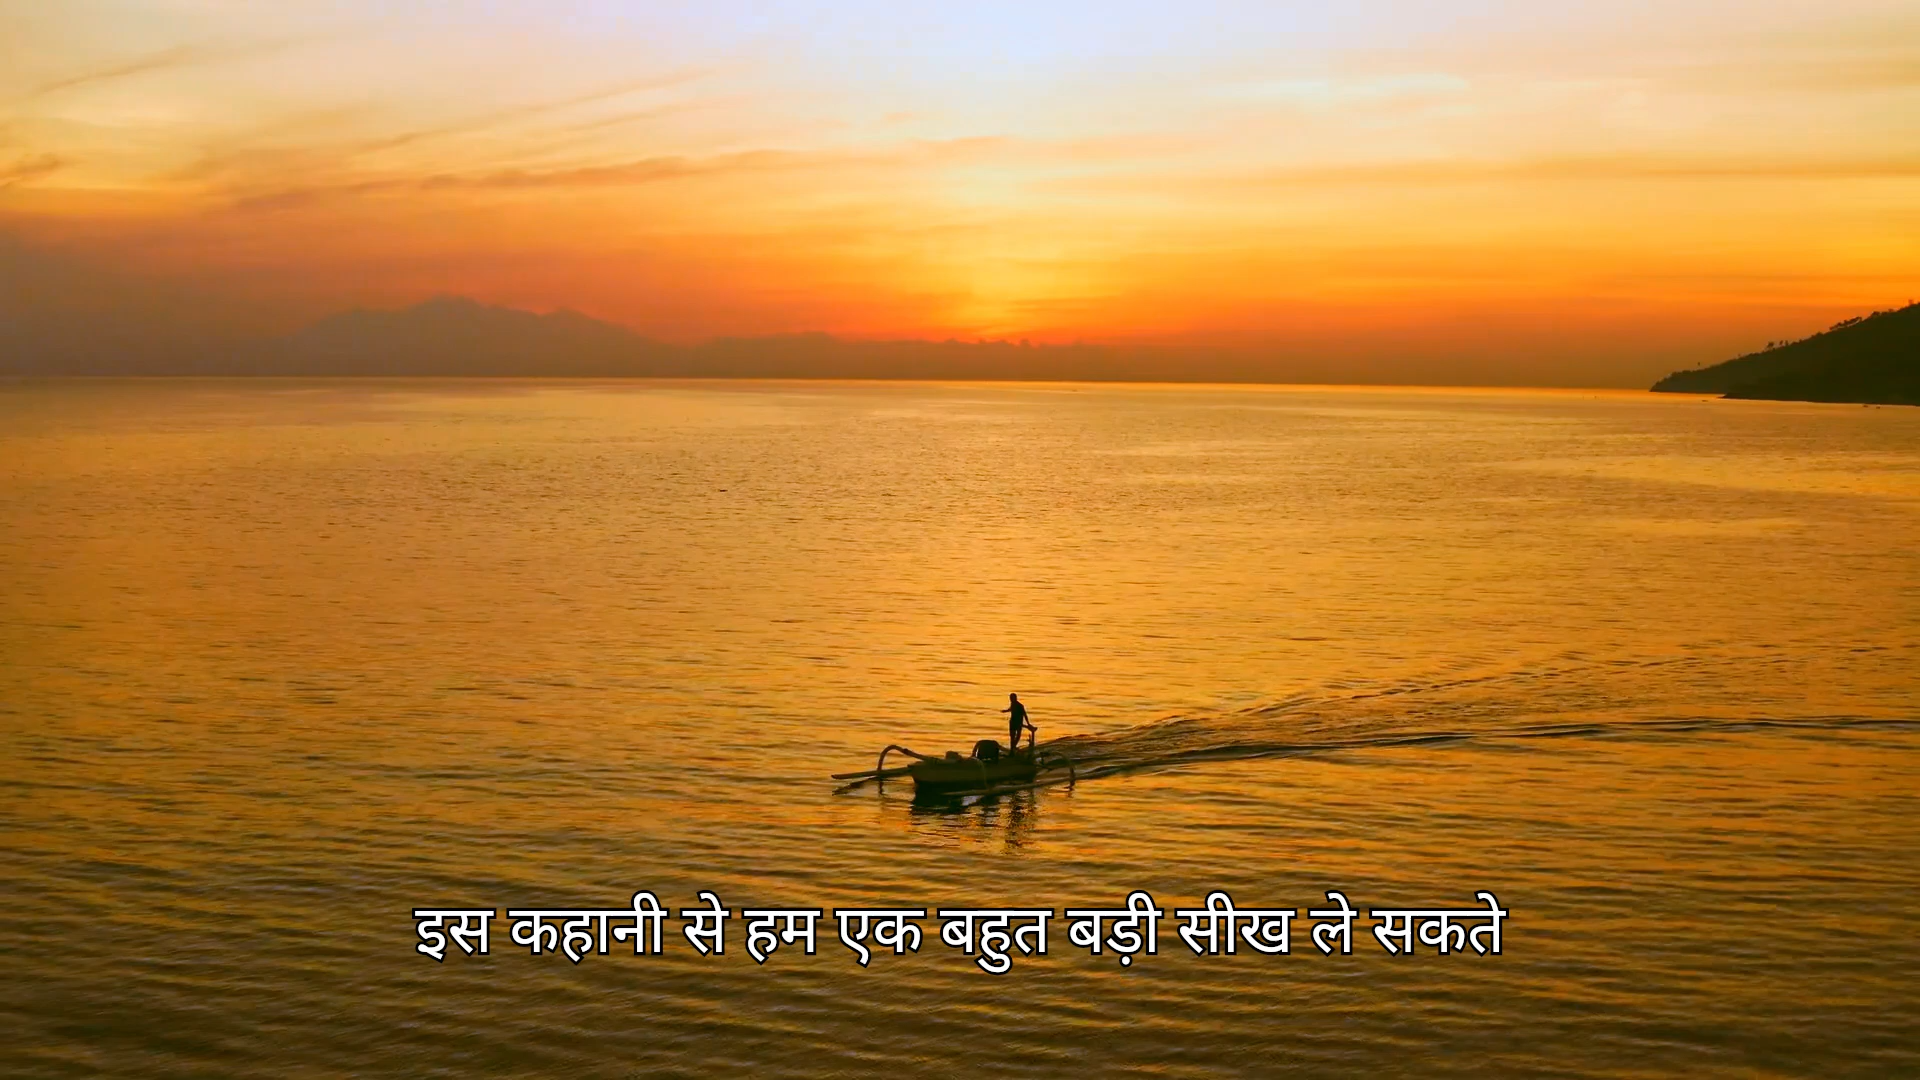 इस कहानी से हम एक बहुत बड़ी सीख ले सकते